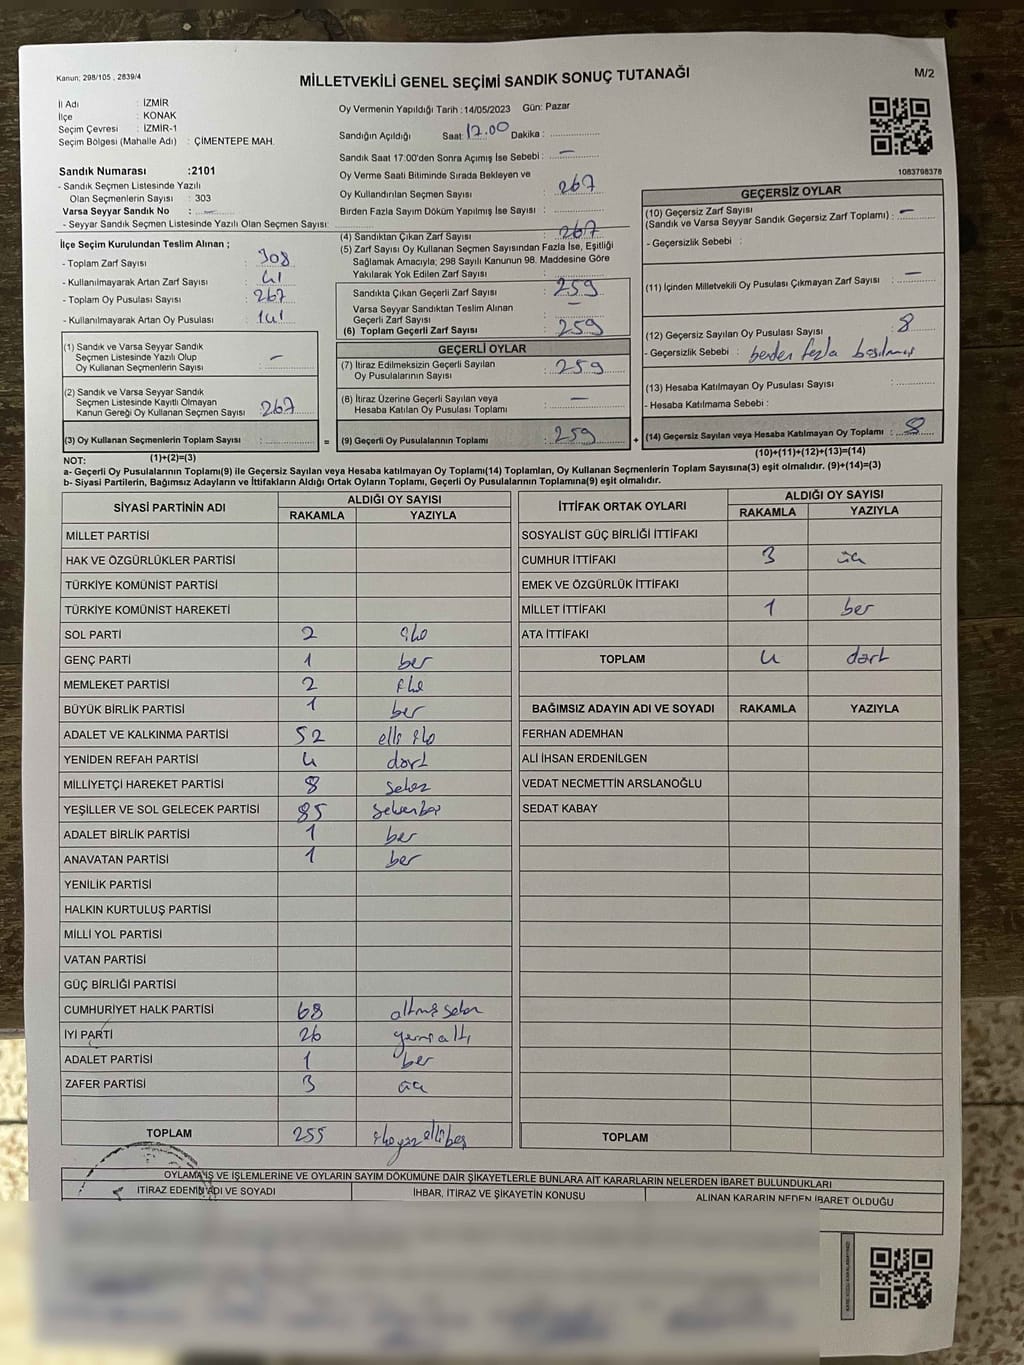 Kanun; 298/105 , 2839/4
MİLLETVEKİLİ GENEL SEÇİMİ SANDIK SONUÇ TUTANAĞI
M/2
İl Adı : İZMİR
İlçe : KONAK
Seçim Çevresi : İZMİR-1
Seçim Bölgesi (Mahalle Adı) : ÇİMENTEPE MAH.
Sandık Numarası :2101
- Sandık Seçmen Listesinde Yazılı
Olan Seçmenlerin Sayısı : 303
Varsa Seyyar Sandık No : —
- Seyyar Sandık Seçmen Listesinde Yazılı Olan Seçmen Sayısı:
İlçe Seçim Kurulundan Teslim Alınan ;
- Toplam Zarf Sayısı : 308
- Kullanılmayarak Artan Zarf Sayısı : 41
- Toplam Oy Pusulası Sayısı : 267
- Kullanılmayarak Artan Oy Pusulası : 141
Oy Vermenin Yapıldığı Tarih :14/05/2023 Gün: Pazar
Sandığın Açıldığı Saat: 17.00 Dakika :
Sandık Saat 17:00'den Sonra Açımış İse Sebebi : —
Oy Verme Saati Bitiminde Sırada Bekleyen ve
Oy Kullandırılan Seçmen Sayısı : 267
Birden Fazla Sayım Döküm Yapılmış İse Sayısı :
(4) Sandıktan Çıkan Zarf Sayısı : 267
(5) Zarf Sayısı Oy Kullanan Seçmen Sayısından Fazla İse, Eşitliği
Sağlamak Amacıyla; 298 Sayılı Kanunun 98. Maddesine Göre
Yakılarak Yok Edilen Zarf Sayısı :
Sandıkta Çıkan Geçerli Zarf Sayısı : 259
Varsa Seyyar Sandıktan Teslim Alınan
Geçerli Zarf Sayısı : —
(6) Toplam Geçerli Zarf Sayısı : 259
1083798378
GEÇERSİZ OYLAR
(10) Geçersiz Zarf Sayısı
(Sandık ve Varsa Seyyar Sandık Geçersiz Zarf Toplamı) : —
- Geçersizlik Sebebi :
(11) İçinden Milletvekili Oy Pusulası Çıkmayan Zarf Sayısı : —
(12) Geçersiz Sayılan Oy Pusulası Sayısı : 8
- Geçersizlik Sebebi : berden fazla basılmış
(13) Hesaba Katılmayan Oy Pusulası Sayısı :
- Hesaba Katılmama Sebebi :
(14) Geçersiz Sayılan veya Hesaba Katılmayan Oy Toplamı : 8
(10)+(11)+(12)+(13)=(14)
(1) Sandık ve Varsa Seyyar Sandık
Seçmen Listesinde Yazılı Olup
Oy Kullanan Seçmenlerin Sayısı : —
(2) Sandık ve Varsa Seyyar Sandık
Seçmen Listesinde Kayıtlı Olmayan
Kanun Gereği Oy Kullanan Seçmen Sayısı : 267
(3) Oy Kullanan Seçmenlerin Toplam Sayısı :
(1)+(2)=(3)
GEÇERLİ OYLAR
(7) İtiraz Edilmeksizin Geçerli Sayılan
Oy Pusulalarının Sayısı : 259
(8) İtiraz Üzerine Geçerli Sayılan veya
Hesaba Katılan Oy Pusulası Toplamı : —
= (9) Geçerli Oy Pusulalarının Toplamı : 259 +
NOT:
a- Geçerli Oy Pusulalarının Toplamı(9) ile Geçersiz Sayılan veya Hesaba katılmayan Oy Toplamı(14) Toplamları, Oy Kullanan Seçmenlerin Toplam Sayısına(3) eşit olmalıdır. (9)+(14)=(3)
b- Siyasi Partilerin, Bağımsız Adayların ve İttifakların Aldığı Ortak Oyların Toplamı, Geçerli Oy Pusulalarının Toplamına(9) eşit olmalıdır.
SİYASİ PARTİNİN ADI ALDIĞI OY SAYISI
RAKAMLA YAZIYLA
MİLLET PARTİSİ
HAK VE ÖZGÜRLÜKLER PARTİSİ
TÜRKİYE KOMÜNİST PARTİSİ
TÜRKİYE KOMÜNİST HAREKETİ
SOL PARTİ 2 iko
GENÇ PARTİ 1 ber
MEMLEKET PARTİSİ 2 ike
BÜYÜK BİRLİK PARTİSİ 1 ber
ADALET VE KALKINMA PARTİSİ 52 elli iko
YENİDEN REFAH PARTİSİ 4 dört
MİLLİYETÇİ HAREKET PARTİSİ 8 sekez
YEŞİLLER VE SOL GELECEK PARTİSİ 85 seksenbeş
ADALET BİRLİK PARTİSİ 1 ber
ANAVATAN PARTİSİ 1 ber
YENİLİK PARTİSİ
HALKIN KURTULUŞ PARTİSİ
MİLLİ YOL PARTİSİ
VATAN PARTİSİ
GÜÇ BİRLİĞİ PARTİSİ
CUMHURİYET HALK PARTİSİ 68 altmış sekez
İYİ PARTİ 26 yermi altı
ADALET PARTİSİ 1 ber
ZAFER PARTİSİ 3 üç
TOPLAM 255 ikoyüz ellibeş
İTTİFAK ORTAK OYLARI ALDIĞI OY SAYISI
RAKAMLA YAZIYLA
SOSYALİST GÜÇ BİRLİĞİ İTTİFAKI
CUMHUR İTTİFAKI 3 üç
EMEK VE ÖZGÜRLÜK İTTİFAKI
MİLLET İTTİFAKI 1 ber
ATA İTTİFAKI
TOPLAM 4 dört
BAĞIMSIZ ADAYIN ADI VE SOYADI RAKAMLA YAZIYLA
FERHAN ADEMHAN
ALİ İHSAN ERDENİLGEN
VEDAT NECMETTİN ARSLANOĞLU
SEDAT KABAY
TOPLAM
OYLAMA İŞ VE İŞLEMLERİNE VE OYLARIN SAYIM DÖKÜMÜNE DAİR ŞİKAYETLERLE BUNLARA AİT KARARLARIN NELERDEN İBARET BULUNDUKLARI
İTİRAZ EDENİN ADI VE SOYADI İHBAR, İTİRAZ VE ŞİKAYETİN KONUSU ALINAN KARARIN NEDEN İBARET OLDUĞU